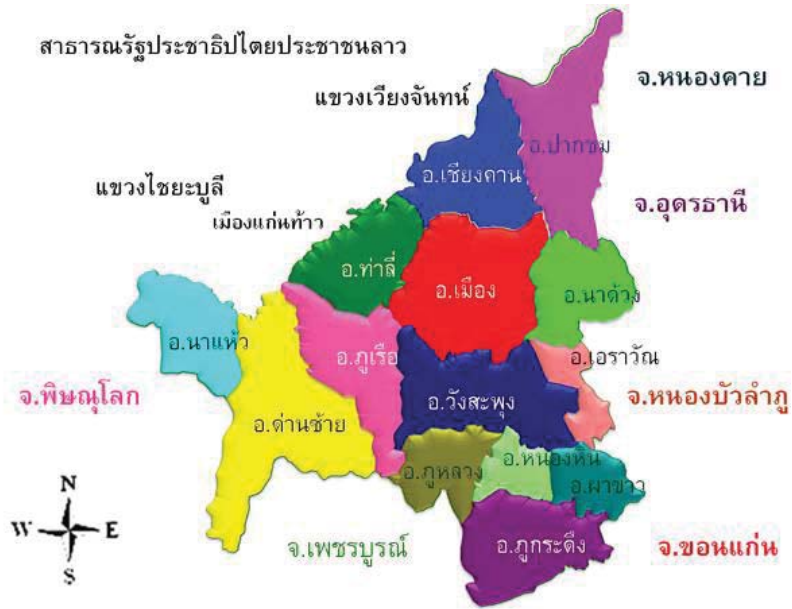 สาธารณรัฐประชาธิปไตยประชาชนลาว
จ.หนองคาย
แขวงเวียงจันทน์
อ.ปากชม
อ.เชียงคาน
แขวงไชยะบูลี
จ.อุดรธานี
เมืองแก่นท้าว
อ.ท่าลี่
อ.เมือง
อ.นาด้วง
อ.นาแห้ว
อ.ภูเรือ
อ.เอราวัณ
จ.พิษณุโลก
อ.วังสะพุง
จ.หนองบัวลำภู
อ.ด่านซ้าย
อ.หนองหิน
อ.ภูหลวง
อ.ผาขาว
N
W E
S
จ.เพชรบูรณ์
อ.ภูกระดึง
จ.ขอนแก่น